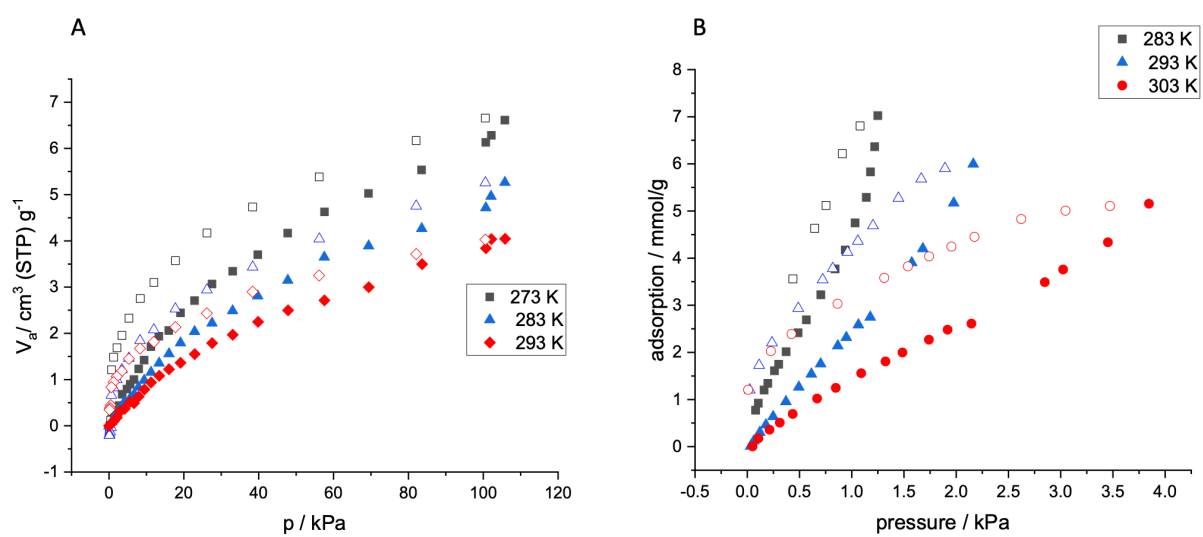 A
V_a/ cm³ (STP) g⁻¹
7
6
5
4
3
2
1
0
-1
0
20
40
60
80
100
120
p / kPa
273 K
283 K
293 K
B
adsorption / mmol/g
8
7
6
5
4
3
2
1
0
-0.5
0.0
0.5
1.0
1.5
2.0
2.5
3.0
3.5
4.0
pressure / kPa
283 K
293 K
303 K